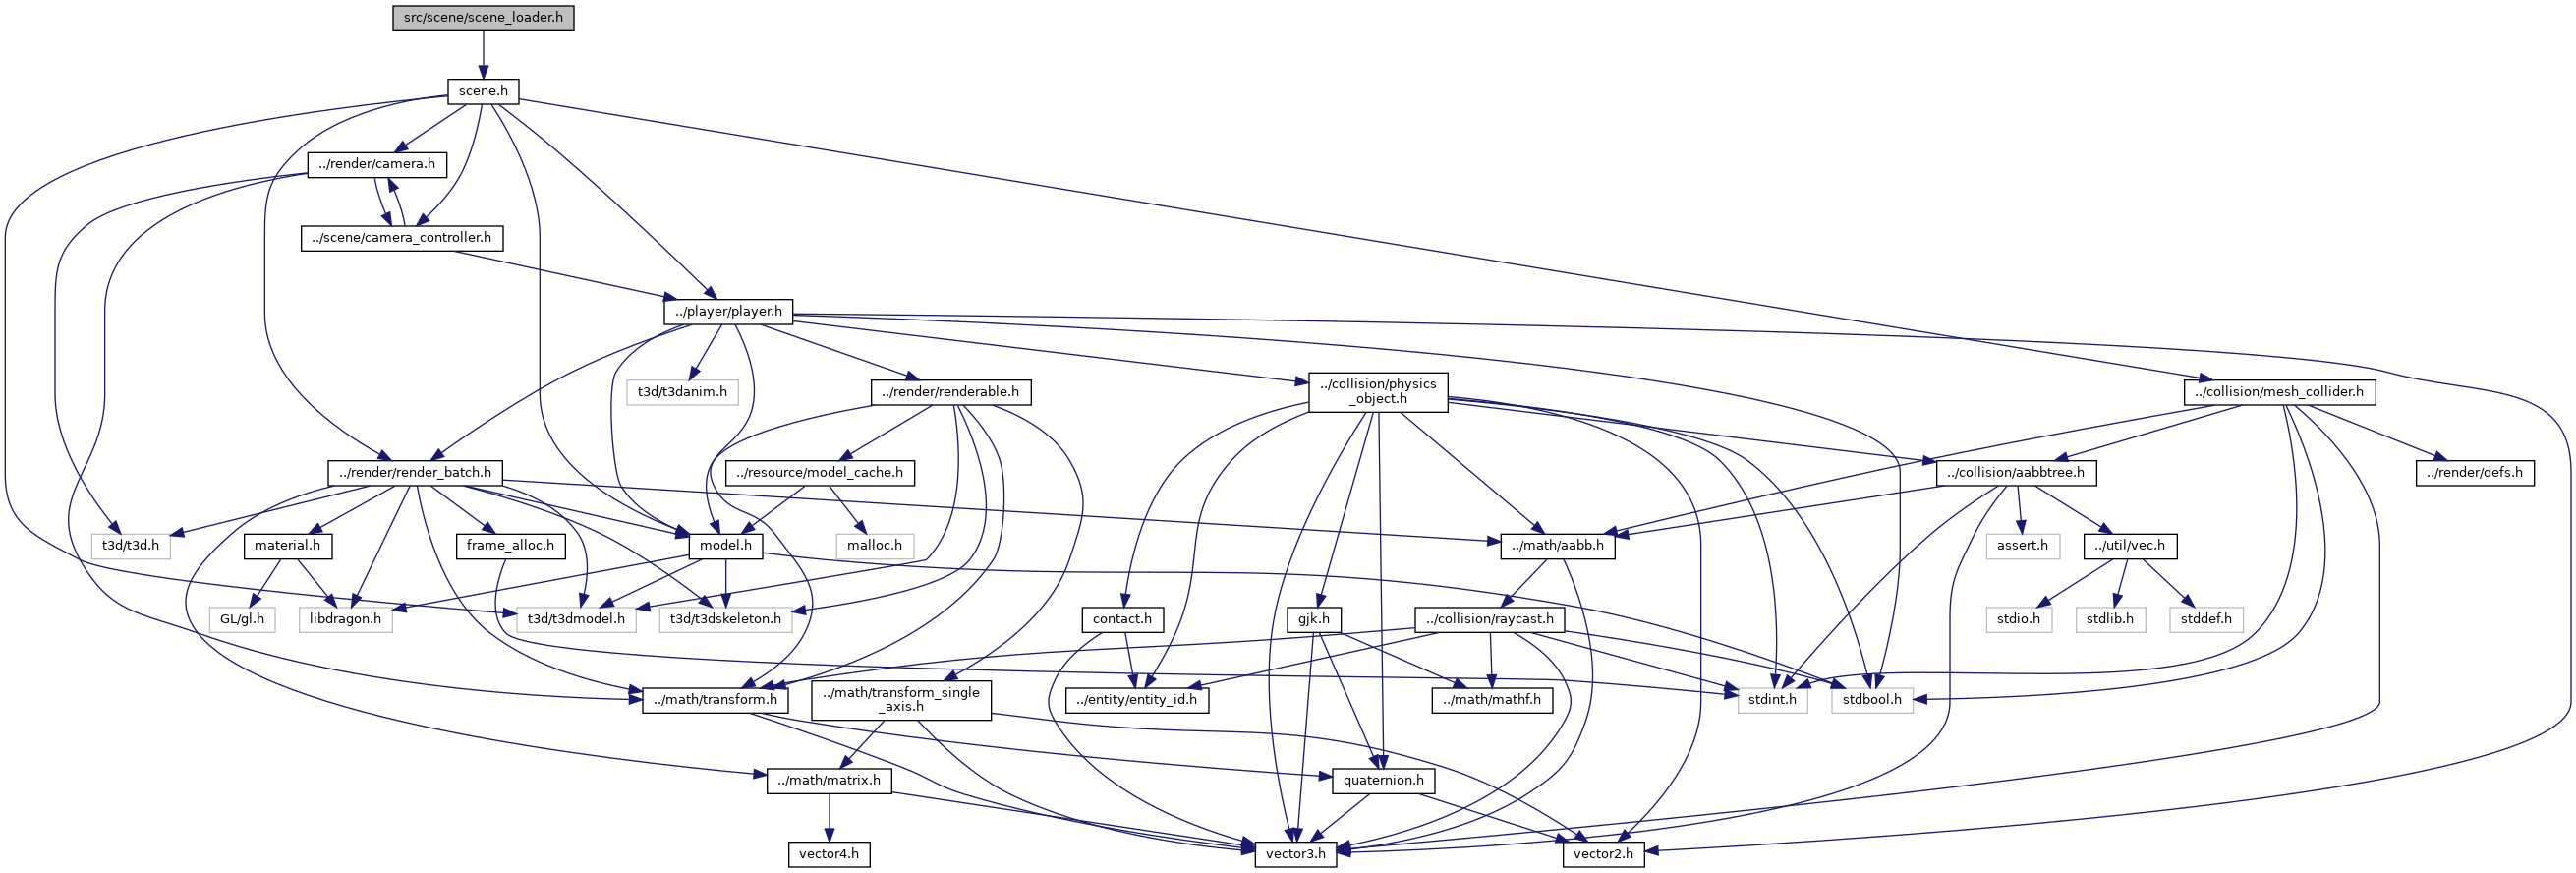 src/scene/scene_loader.h
scene.h
../render/camera.h
../scene/camera_controller.h
../player/player.h
t3d/t3danim.h
../render/renderable.h
../collision/physics
_object.h
../collision/mesh_collider.h
../render/render_batch.h
../resource/model_cache.h
../collision/aabbtree.h
../render/defs.h
t3d/t3d.h
material.h
frame_alloc.h
model.h
malloc.h
../math/aabb.h
assert.h
../util/vec.h
GL/gl.h
libdragon.h
t3d/t3dmodel.h
t3d/t3dskeleton.h
contact.h
gjk.h
../collision/raycast.h
stdio.h
stdlib.h
stddef.h
../math/transform.h
../math/transform_single
_axis.h
../entity/entity_id.h
../math/mathf.h
stdint.h
stdbool.h
../math/matrix.h
quaternion.h
vector4.h
vector3.h
vector2.h